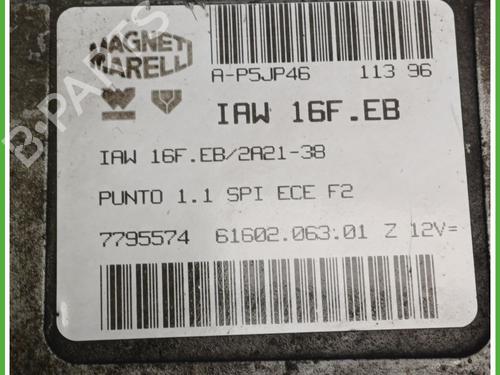 MAGNETI
MARELLI
A-P5JP46 113 96
IAW 16F.EB
IAW 16F.EB/2A21-38
PUNTO 1.1 SPI ECE F2
7795574 61602.063.01 Z 12V=
B-PARTS